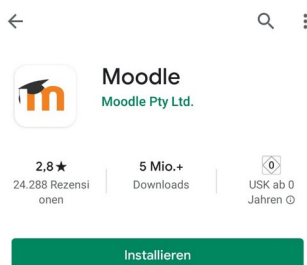 m
Moodle
Moodle Pty Ltd.
2,8 ★
24.288 Rezensi
onen
5 Mio.+
Downloads
0
USK ab 0
Jahren ⓘ
Installieren